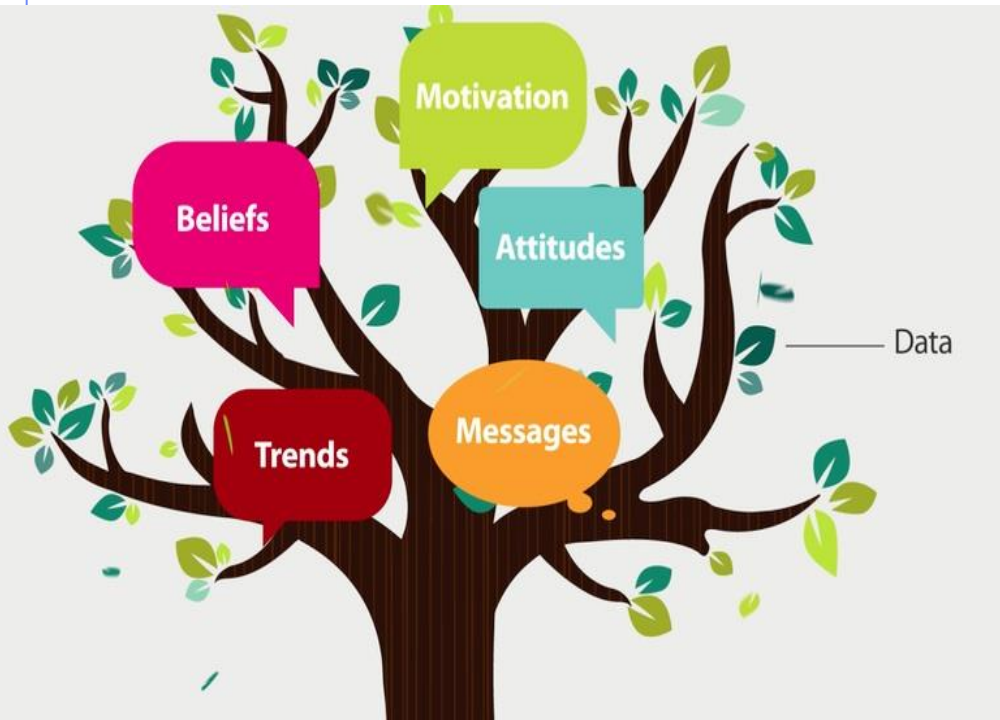 Motivation
Beliefs
Attitudes
Data
Messages
Trends